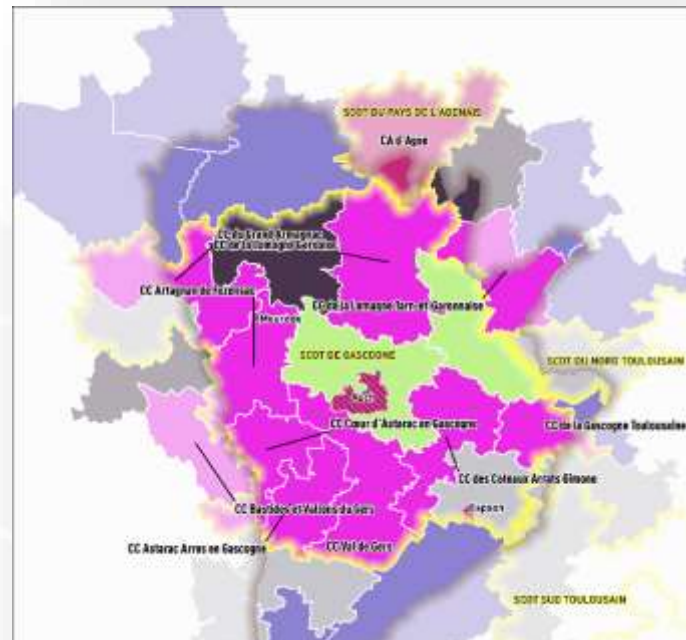 SCOT DU PAYS DE L'AGENAIS
CA d'Agne
CC du Grand Armagnac
CC de la Lomagne Gersoise
CC Artagnan de Fezensac
CC de la Lomagne Tarn-et-Garonnaise
SCOT DE GASCOGNE
SCOT DU NORD TOULOUSAIN
CC Cœur d'Astarac en Gascogne
CC de la Gascogne Toulousaine
CC des Coteaux Arrats Gimone
CC Bastides et Vallons du Gers
CC Astarac Arros en Gascogne
CC Val de Gers
SCOT SUD TOULOUSAIN